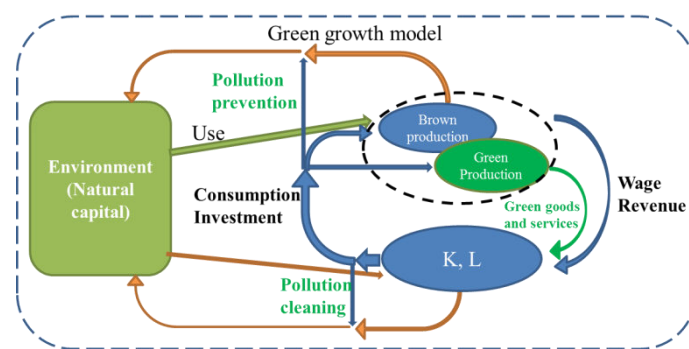 Green growth model
Pollution
prevention
Brown
production
Use
Green
Production
Environment
(Natural
capital)
Consumption
Investment
Wage
Revenue
Green goods
and services
K, L
Pollution
cleaning